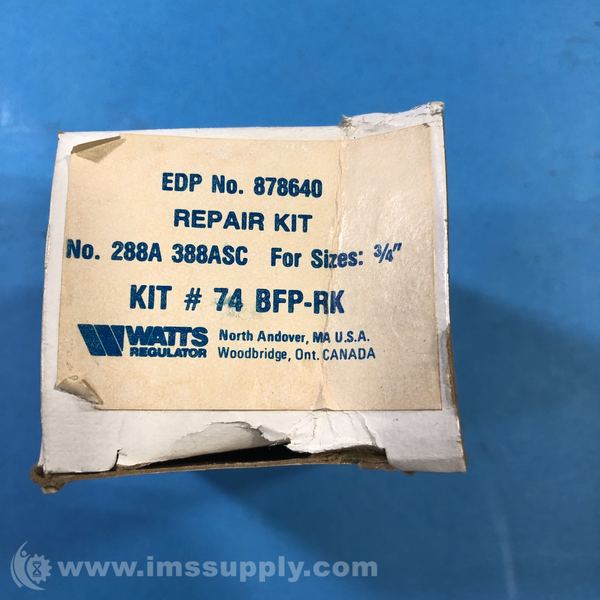 EDP No. 878640
REPAIR KIT
No. 288A 388ASC For Sizes: ¾"
KIT # 74 BFP-RK
WATTS
REGULATOR
North Andover, MA U.S.A.
Woodbridge, Ont. CANADA
www.imssupply.com